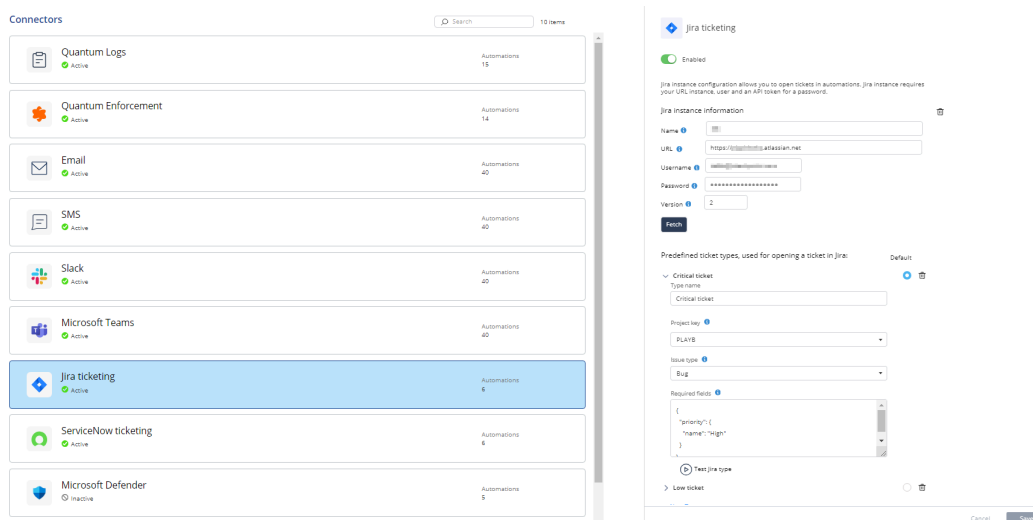 Connectors
Search
10 items
Quantum Logs
Active
Automations
15
Quantum Enforcement
Active
Automations
14
Email
Active
Automations
40
SMS
Active
Automations
40
Slack
Active
Automations
40
Microsoft Teams
Active
Automations
40
Jira ticketing
Active
Automations
6
ServiceNow ticketing
Active
Automations
6
Microsoft Defender
Inactive
Automations
5
Jira ticketing
Enabled
Jira instance configuration allows you to open tickets in automations. Jira instance requires
your URL instance, user and an API token for a password.
Jira instance information
Name
URL https:// .atlassian.net
Username
Password ******************
Version 2
Fetch
Predefined ticket types, used for opening a ticket in Jira:
Default
Critical ticket
Type name
Critical ticket
Project key
PLAYB
Issue type
Bug
Required fields
{
"priority": {
"name": "High"
}
Test Jira type
Low ticket
Cancel